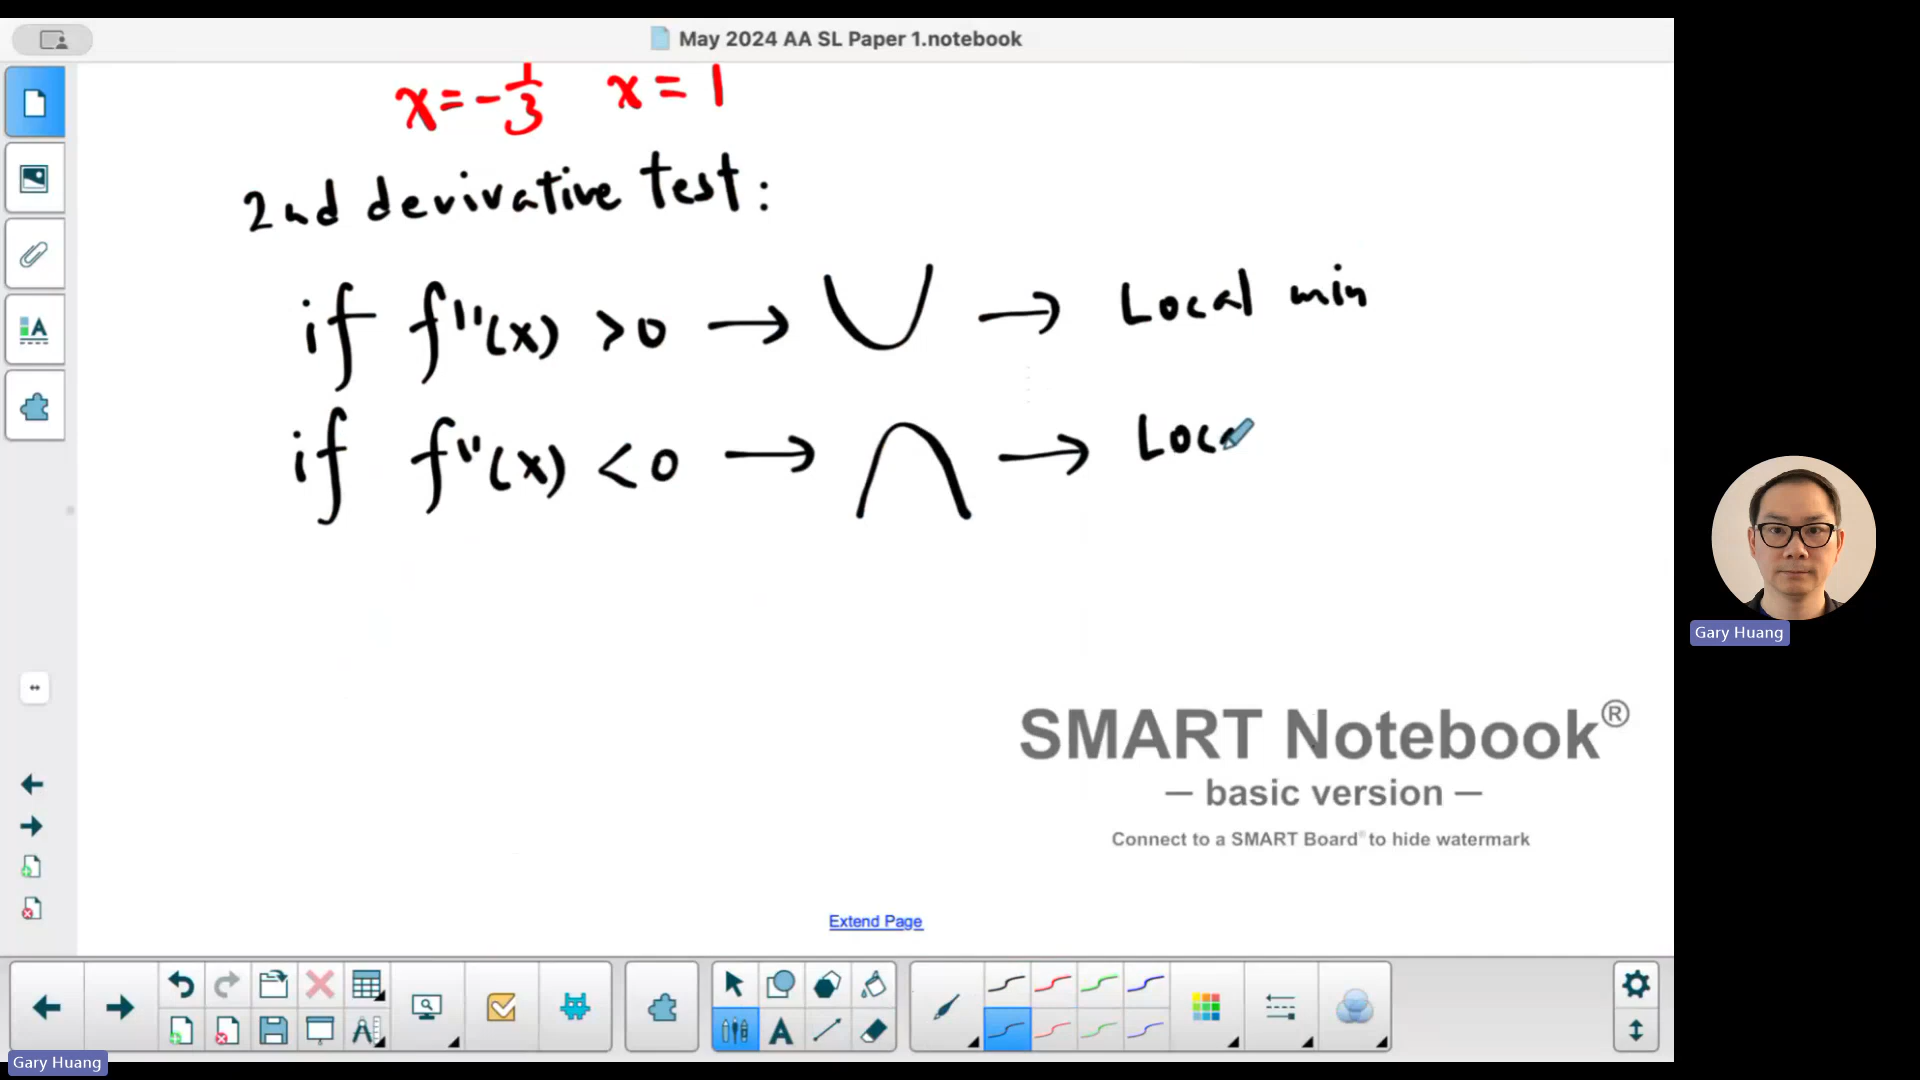 May 2024 AA SL Paper 1.notebook
x = -1/3 x = 1
2nd derivative test:
if f''(x) > 0 → ∪ → Local min
if f''(x) < 0 → ∩ → Loca
Gary Huang
SMART Notebook®
— basic version —
Connect to a SMART Board® to hide watermark
Extend Page
Gary Huang